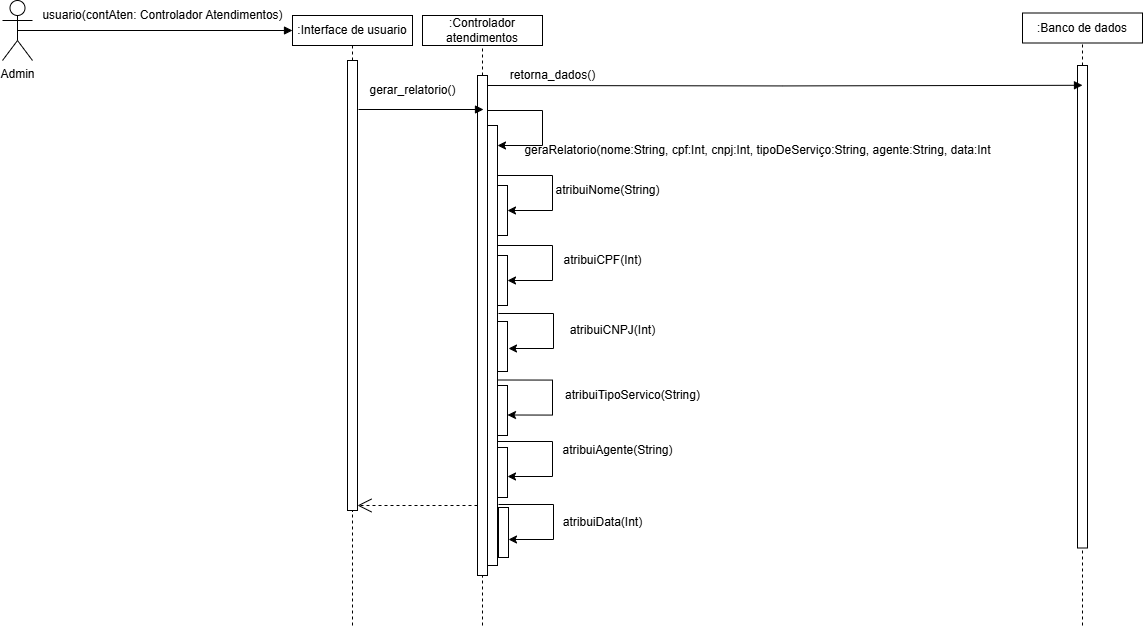 usuario(contAten: Controlador Atendimentos)
:Interface de usuario
:Controlador
atendimentos
:Banco de dados
Admin
retorna_dados()
gerar_relatorio()
geraRelatorio(nome:String, cpf:Int, cnpj:Int, tipoDeServiço:String, agente:String, data:Int
atribuiNome(String)
atribuiCPF(Int)
atribuiCNPJ(Int)
atribuiTipoServico(String)
atribuiAgente(String)
atribuiData(Int)